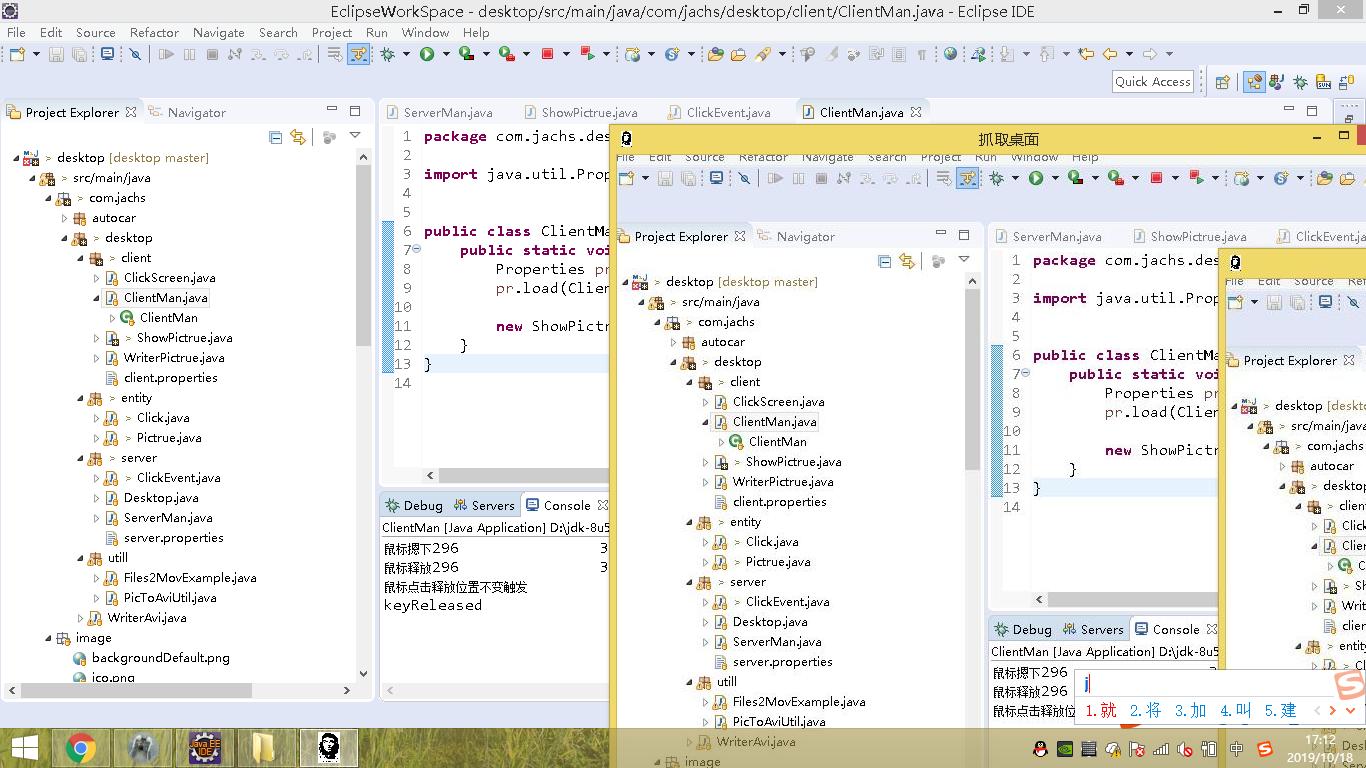 EclipseWorkSpace - desktop/src/main/java/com/jachs/desktop/client/ClientMan.java - Eclipse IDE
File Edit Source Refactor Navigate Search Project Run Window Help
Quick Access
Project Explorer Navigator
> desktop [desktop master]
> src/main/java
> com.jachs
autocar
> desktop
> client
ClickScreen.java
ClientMan.java
ClientMan
> ShowPictrue.java
WriterPictrue.java
client.properties
> entity
> Click.java
> Pictrue.java
> server
> ClickEvent.java
Desktop.java
ServerMan.java
server.properties
utill
Files2MovExample.java
PicToAviUtil.java
WriterAvi.java
image
backgroundDefault.png
ico.png
ServerMan.java ShowPictrue.java ClickEvent.java ClientMan.java
1 package com.jachs.des
2
3 import java.util.Prop
4
5
6 public class ClientMa
7 public static voi
8 Properties pr
9 pr.load(Clien
10
11 new ShowPictr
12 }
13 }
14
Debug Servers Console
ClientMan [Java Application] D:\jdk-8u5
鼠标摁下296 3
鼠标释放296 3
鼠标点击释放位置不变触发
keyReleased
抓取桌面
File Edit Source Refactor Navigate Search Project Run Window Help
Project Explorer Navigator
> desktop [desktop master]
> src/main/java
> com.jachs
autocar
> desktop
> client
ClickScreen.java
ClientMan.java
ClientMan
> ShowPictrue.java
WriterPictrue.java
client.properties
> entity
> Click.java
> Pictrue.java
> server
> ClickEvent.java
Desktop.java
ServerMan.java
server.properties
utill
Files2MovExample.java
PicToAviUtil.java
WriterAvi.java
image
ServerMan.java ShowPictrue.java ClickEvent.ja
1 package com.jachs.des
2
3 import java.util.Prop
4
5
6 public class ClientMa
7 public static voi
8 Properties pr
9 pr.load(Clien
10
11 new ShowPictr
12 }
13 }
14
Debug Servers Console
ClientMan [Java Application] D:\jdk-8u5
鼠标摁下296
鼠标释放296
鼠标点击释放位
File Edit Source Refac
Project Explorer
> desktop [deskto
> src/main/java
> com.jachs
autocar
> desktop
> client
Click
Clien
C
> Sh
Writ
clien
> entity
> Cl
j
1.就 2.将 3.加 4.叫 5.建
Java EE IDE
中
17:12
2019/10/18